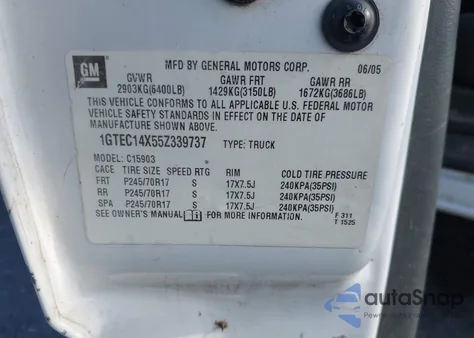 GM
MFD BY GENERAL MOTORS CORP. 06/05
GVWR GAWR FRT GAWR RR
2903KG(6400LB) 1429KG(3150LB) 1672KG(3686LB)
THIS VEHICLE CONFORMS TO ALL APPLICABLE U.S. FEDERAL MOTOR
VEHICLE SAFETY STANDARDS IN EFFECT ON THE DATE OF
MANUFACTURE SHOWN ABOVE.
1GTEC14X55Z339737 TYPE: TRUCK
MODEL: C15903
CACE TIRE SIZE SPEED RTG RIM COLD TIRE PRESSURE
FRT P245/70R17 S 17X7.5J 240KPA(35PSI)
RR P245/70R17 S 17X7.5J 240KPA(35PSI)
SPA P245/70R17 S 17X7.5J 240KPA(35PSI)
SEE OWNER'S MANUAL FOR MORE INFORMATION.
F 311
T 1525
autoSnap